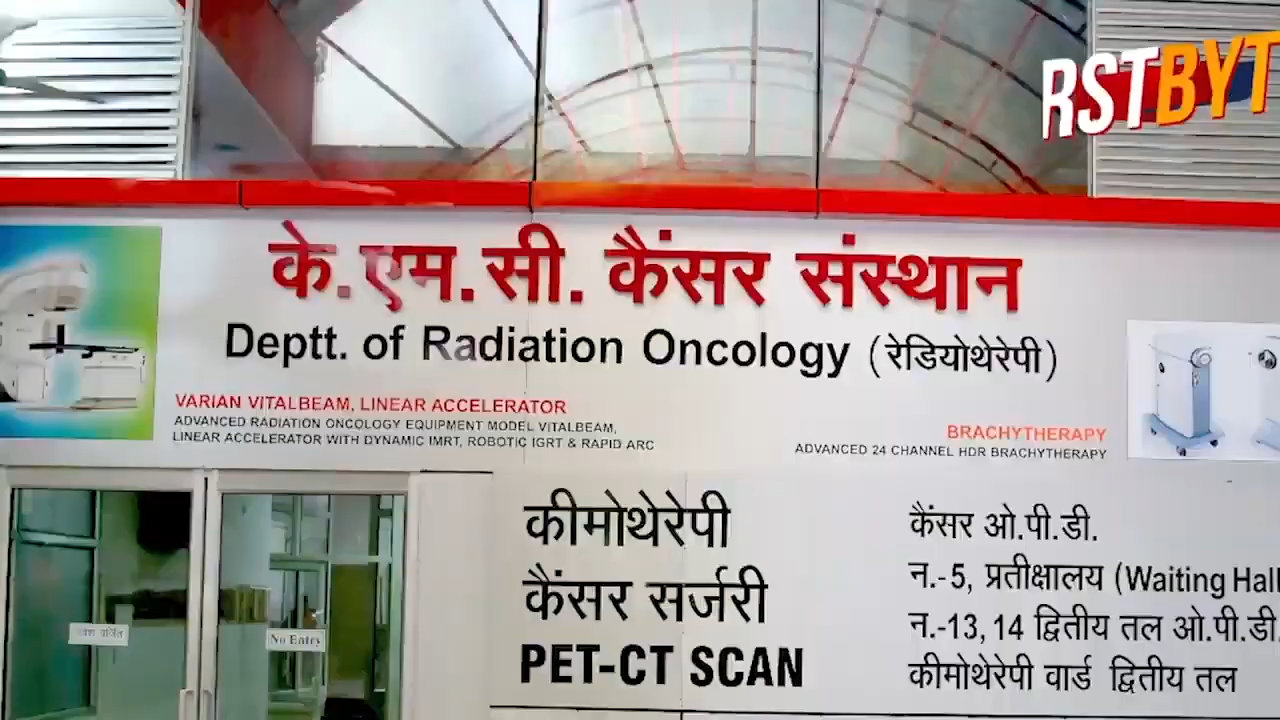 RSTBYT
के.एम.सी. कैंसर संस्थान
Deptt. of Radiation Oncology (रेडियोथेरेपी)
VARIAN VITALBEAM, LINEAR ACCELERATOR
ADVANCED RADIATION ONCOLOGY EQUIPMENT MODEL VITALBEAM,
LINEAR ACCELERATOR WITH DYNAMIC IMRT, ROBOTIC IGRT & RAPID ARC
BRACHYTHERAPY
ADVANCED 24 CHANNEL HDR BRACHYTHERAPY
कीमोथेरेपी
कैंसर सर्जरी
PET-CT SCAN
कैंसर ओ.पी.डी.
न.-5, प्रतीक्षालय (Waiting Hall
न.-13, 14 द्वितीय तल ओ.पी.डी
कीमोथेरेपी वार्ड द्वितीय तल
No Entry